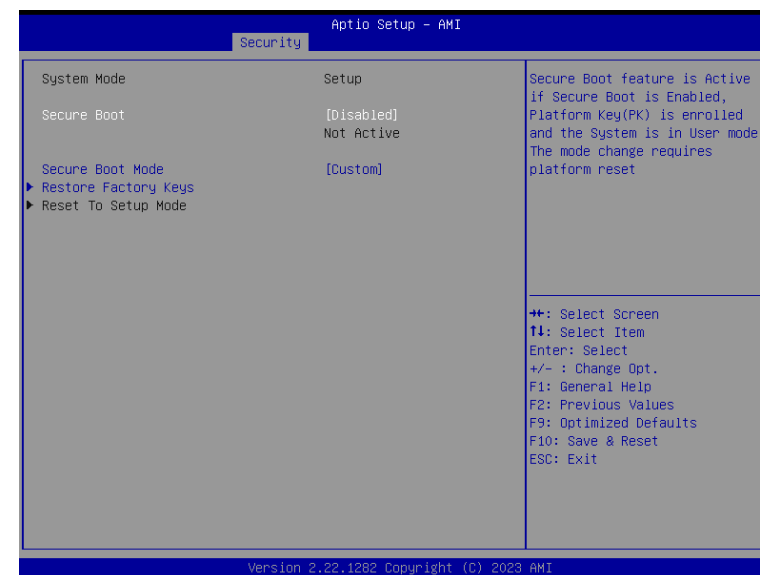 Aptio Setup – AMI
Security
System Mode Setup
Secure Boot [Disabled]
Not Active
Secure Boot Mode [Custom]
▶ Restore Factory Keys
▶ Reset To Setup Mode
Secure Boot feature is Active
if Secure Boot is Enabled,
Platform Key(PK) is enrolled
and the System is in User mode
The mode change requires
platform reset
→←: Select Screen
↑↓: Select Item
Enter: Select
+/- : Change Opt.
F1: General Help
F2: Previous Values
F9: Optimized Defaults
F10: Save & Reset
ESC: Exit
Version 2.22.1282 Copyright (C) 2023 AMI